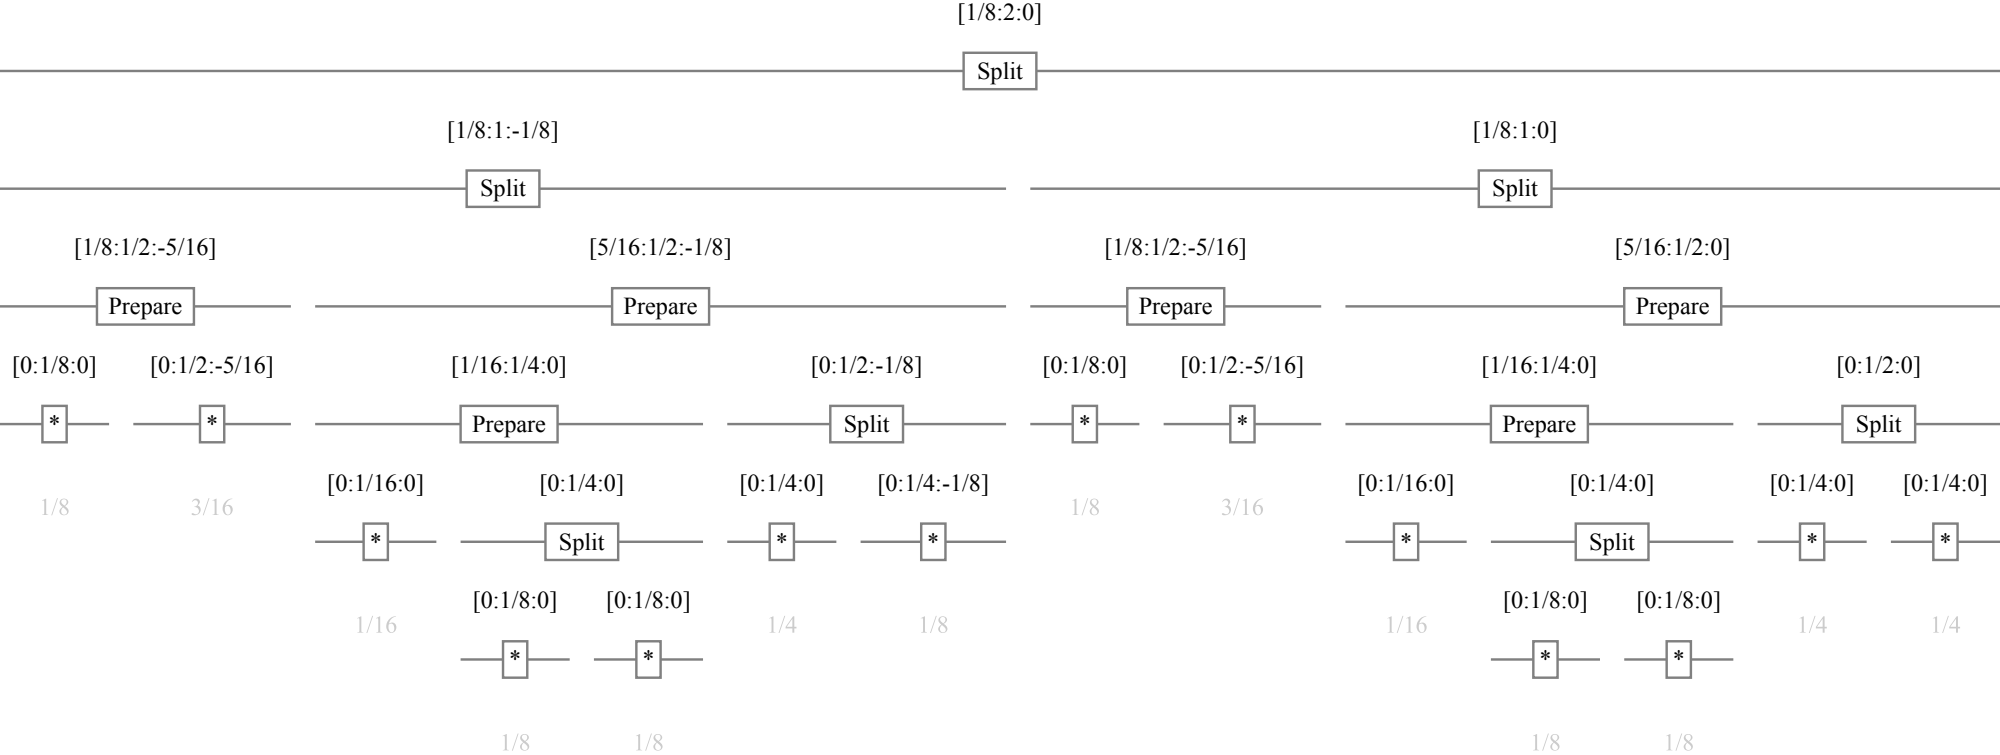 [1/8:2:0]
Split
[1/8:1:-1/8] [1/8:1:0]
Split Split
[1/8:1/2:-5/16] [5/16:1/2:-1/8] [1/8:1/2:-5/16] [5/16:1/2:0]
Prepare Prepare Prepare Prepare
[0:1/8:0] [0:1/2:-5/16] [1/16:1/4:0] [0:1/2:-1/8] [0:1/8:0] [0:1/2:-5/16] [1/16:1/4:0] [0:1/2:0]
* * Prepare Split * * Prepare Split
[0:1/16:0] [0:1/4:0] [0:1/4:0] [0:1/4:-1/8] [0:1/16:0] [0:1/4:0] [0:1/4:0] [0:1/4:0]
1/8 3/16 1/8 3/16
* Split * * * Split * *
[0:1/8:0] [0:1/8:0] [0:1/8:0] [0:1/8:0]
1/16 1/4 1/8 1/16 1/4 1/4
* * * *
1/8 1/8 1/8 1/8